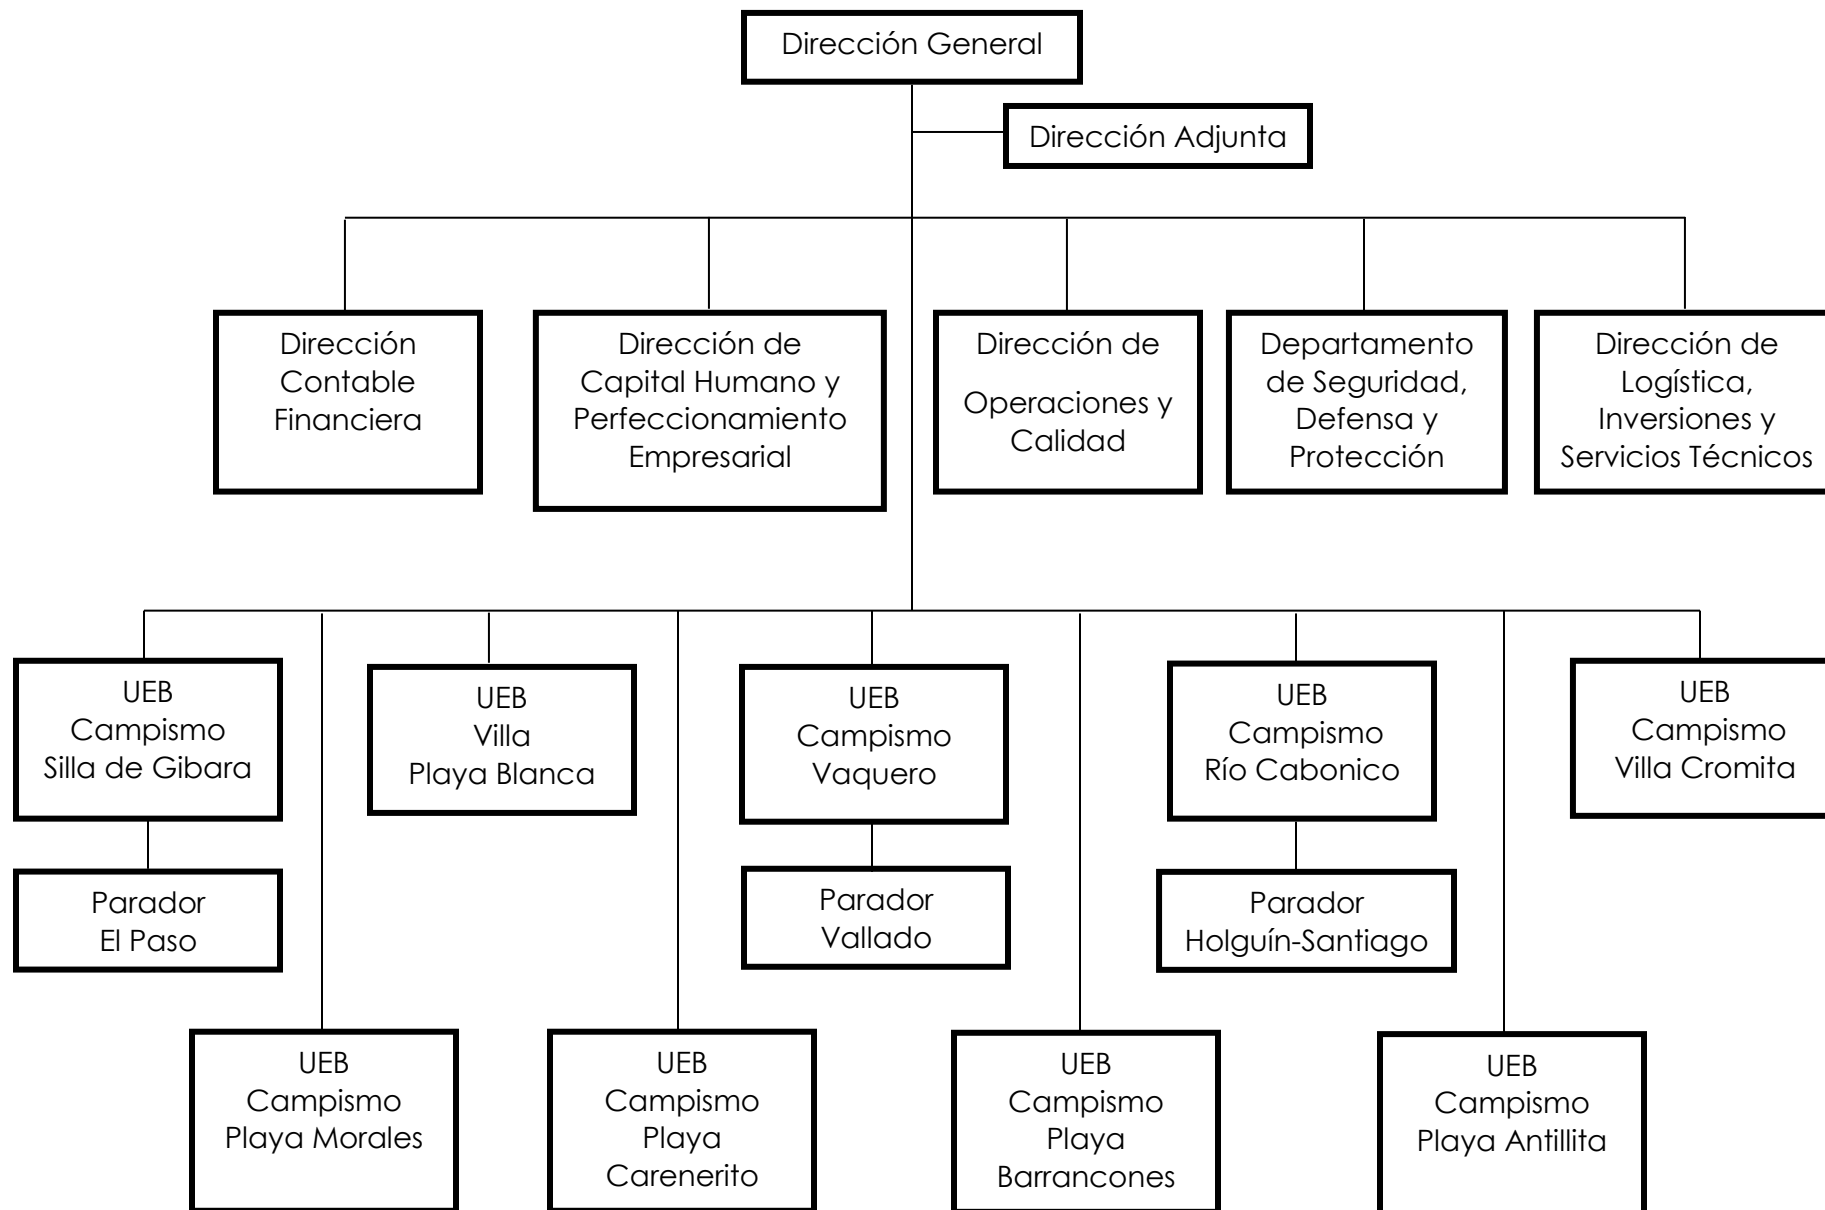 Dirección General
Dirección Adjunta
Dirección
Contable
Financiera
Dirección de
Capital Humano y
Perfeccionamiento
Empresarial
Dirección de
Operaciones y
Calidad
Departamento
de Seguridad,
Defensa y
Protección
Dirección de
Logística,
Inversiones y
Servicios Técnicos
UEB
Campismo
Silla de Gibara
UEB
Villa
Playa Blanca
UEB
Campismo
Vaquero
UEB
Campismo
Río Cabonico
UEB
Campismo
Villa Cromita
Parador
El Paso
Parador
Vallado
Parador
Holguín-Santiago
UEB
Campismo
Playa Morales
UEB
Campismo
Playa
Carenerito
UEB
Campismo
Playa
Barrancones
UEB
Campismo
Playa Antillita